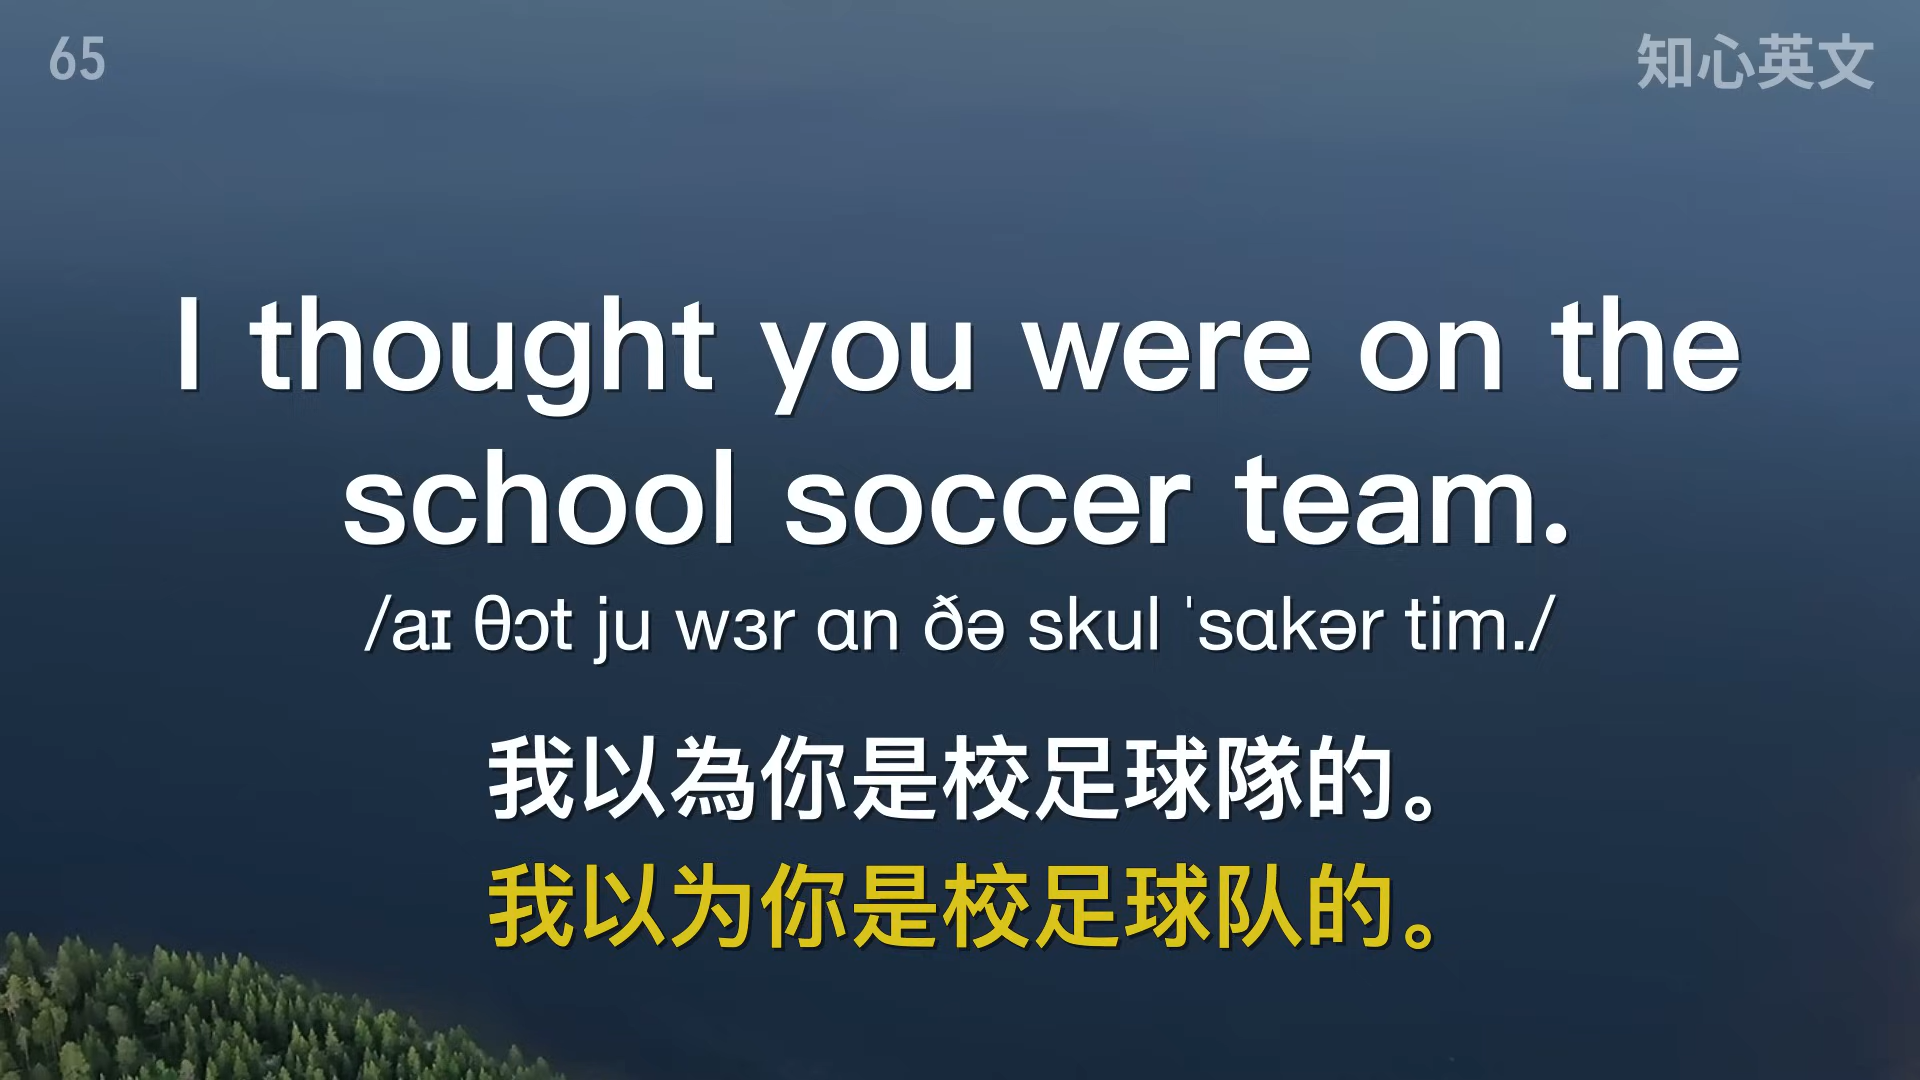 65
知心英文
I thought you were on the
school soccer team.
/aɪ θɔt ju wɜr ɑn ðə skul ˈsɑkər tim./
我以為你是校足球隊的。
我以为你是校足球队的。